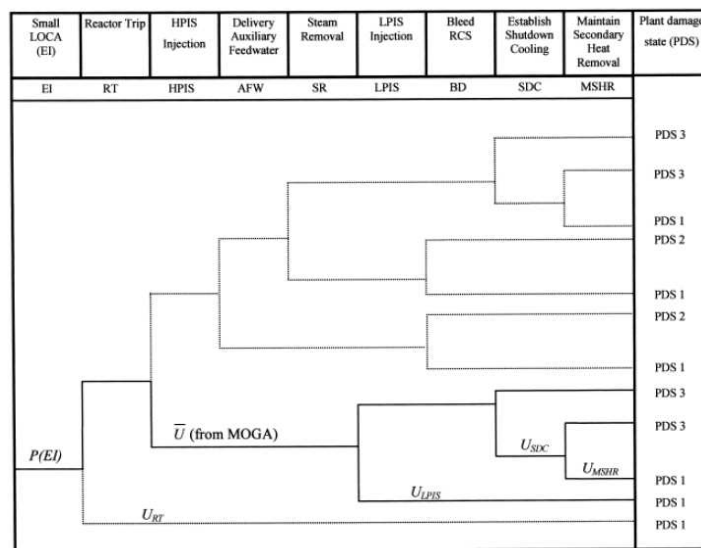 Small
LOCA
(EI)
Reactor Trip
HPIS
Injection
Delivery
Auxiliary
Feedwater
Steam
Removal
LPIS
Injection
Bleed
RCS
Establish
Shutdown
Cooling
Maintain
Secondary
Heat
Removal
Plant damage
state (PDS)
EI
RT
HPIS
AFW
SR
LPIS
BD
SDC
MSHR
PDS 3
PDS 3
PDS 1
PDS 2
PDS 1
PDS 2
PDS 1
PDS 3
U̅ (from MOGA)
PDS 3
U_SDC
P(EI)
U_MSHR
PDS 1
U_LPIS
PDS 1
U_RT
PDS 1